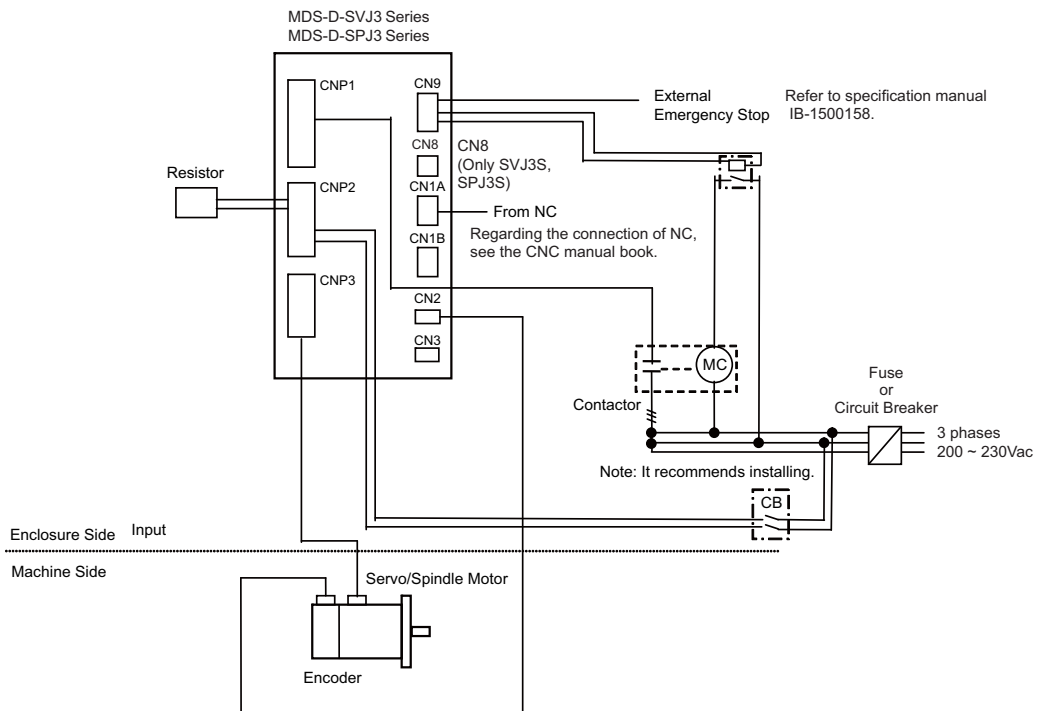 MDS-D-SVJ3 Series
MDS-D-SPJ3 Series
CNP1
CN9
External
Emergency Stop
Refer to specification manual
IB-1500158.
CN8
CN8
(Only SVJ3S,
SPJ3S)
Resistor
CNP2
CN1A
From NC
Regarding the connection of NC,
see the CNC manual book.
CN1B
CNP3
CN2
CN3
MC
Contactor
Fuse
or
Circuit Breaker
3 phases
200 ~ 230Vac
Note: It recommends installing.
CB
Enclosure Side
Input
Machine Side
Servo/Spindle Motor
Encoder